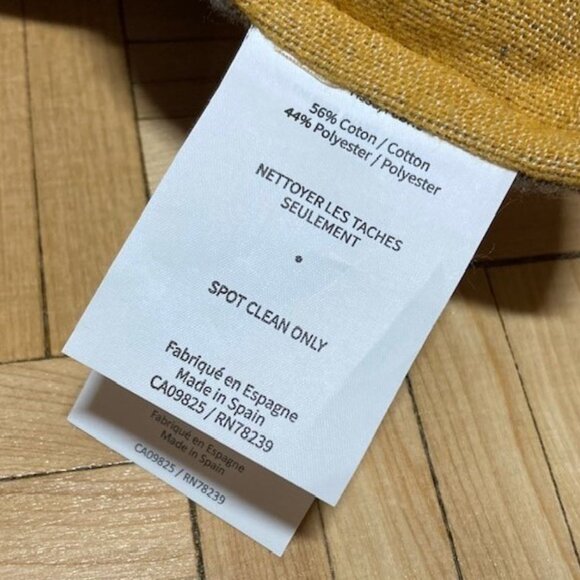 56% Coton / Cotton
44% Polyester / Polyester
NETTOYER LES TACHES
SEULEMENT
SPOT CLEAN ONLY
Fabriqué en Espagne
Made in Spain
CA09825 / RN78239
Fabriqué en Espagne
Made in Spain
CA09825 / RN78239